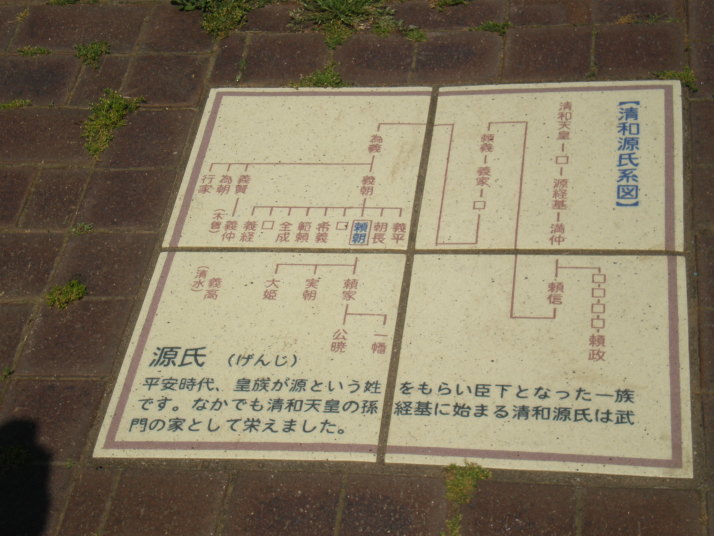 【清和源氏系図】
清和天皇―□―源経基―満仲
頼信
□
□
□
□
頼政
頼義―義家―□
為義
義朝
義賢
為朝
行家
義平
朝長
頼朝
□
希義
範頼
全成
□
義経
義仲
(木曽)
頼家
実朝
大姫
義高
(清水)
一幡
公暁
源氏 (げんじ)
平安時代、皇族が源という姓をもらい臣下となった一族
です。なかでも清和天皇の孫経基に始まる清和源氏は武
門の家として栄えました。